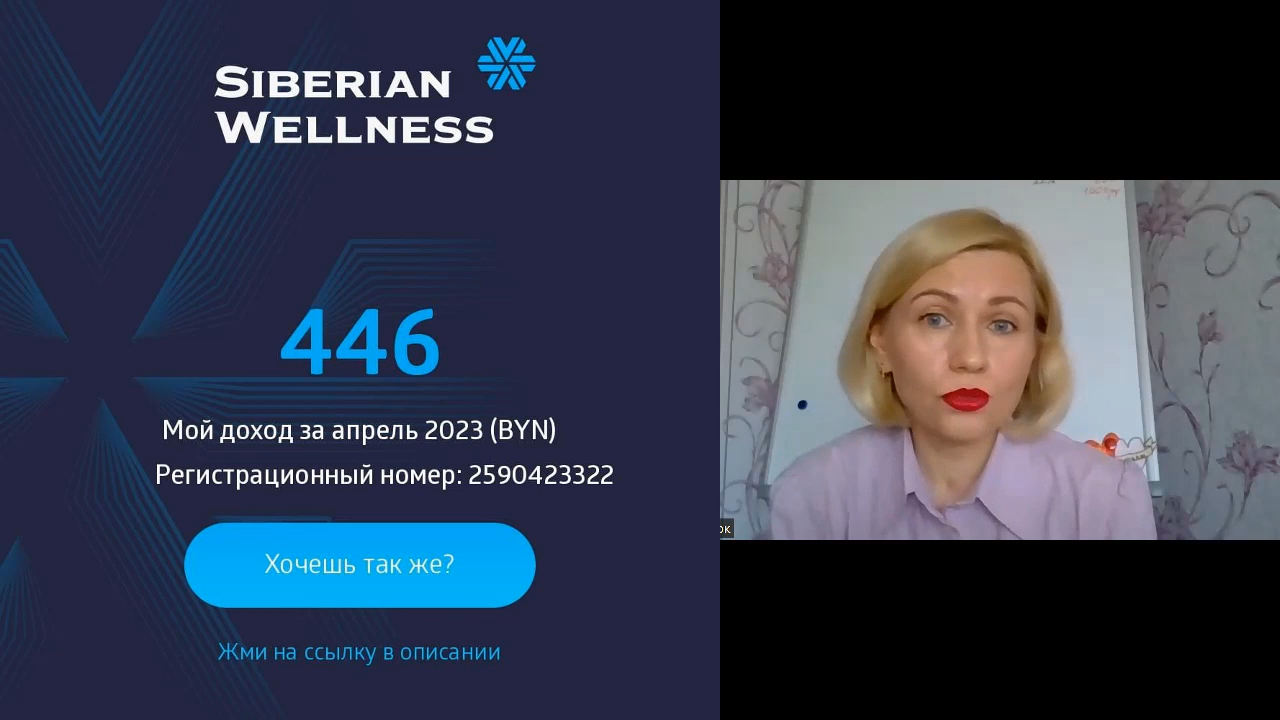 SIBERIAN
WELLNESS
446
Мой доход за апрель 2023 (BYN)
Регистрационный номер: 2590423322
Хочешь так же?
Жми на ссылку в описании
ок